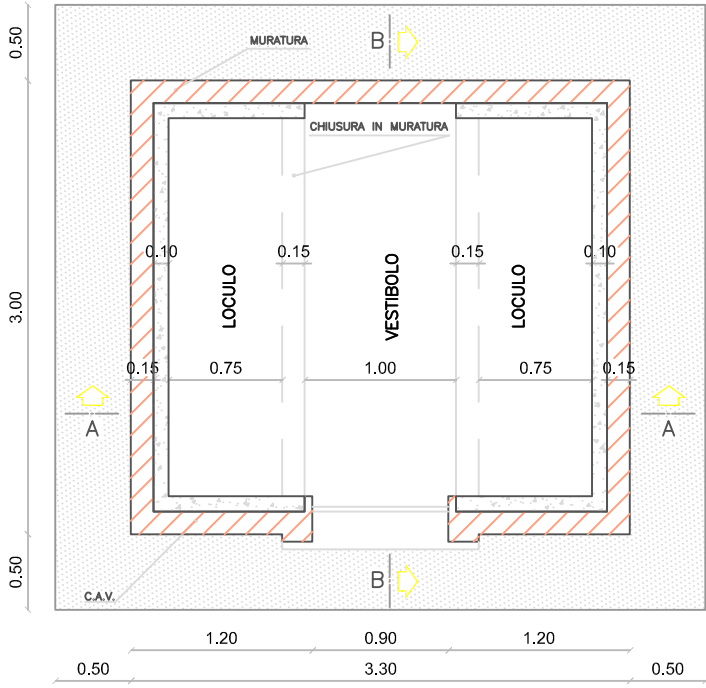 0.50
MURATURA
B
CHIUSURA IN MURATURA
0.10
0.15
0.15
0.10
3.00
LOCULO
VESTIBOLO
LOCULO
0.15
0.75
1.00
0.75
0.15
A
A
0.50
B
C.A.V.
1.20
0.90
1.20
0.50
3.30
0.50